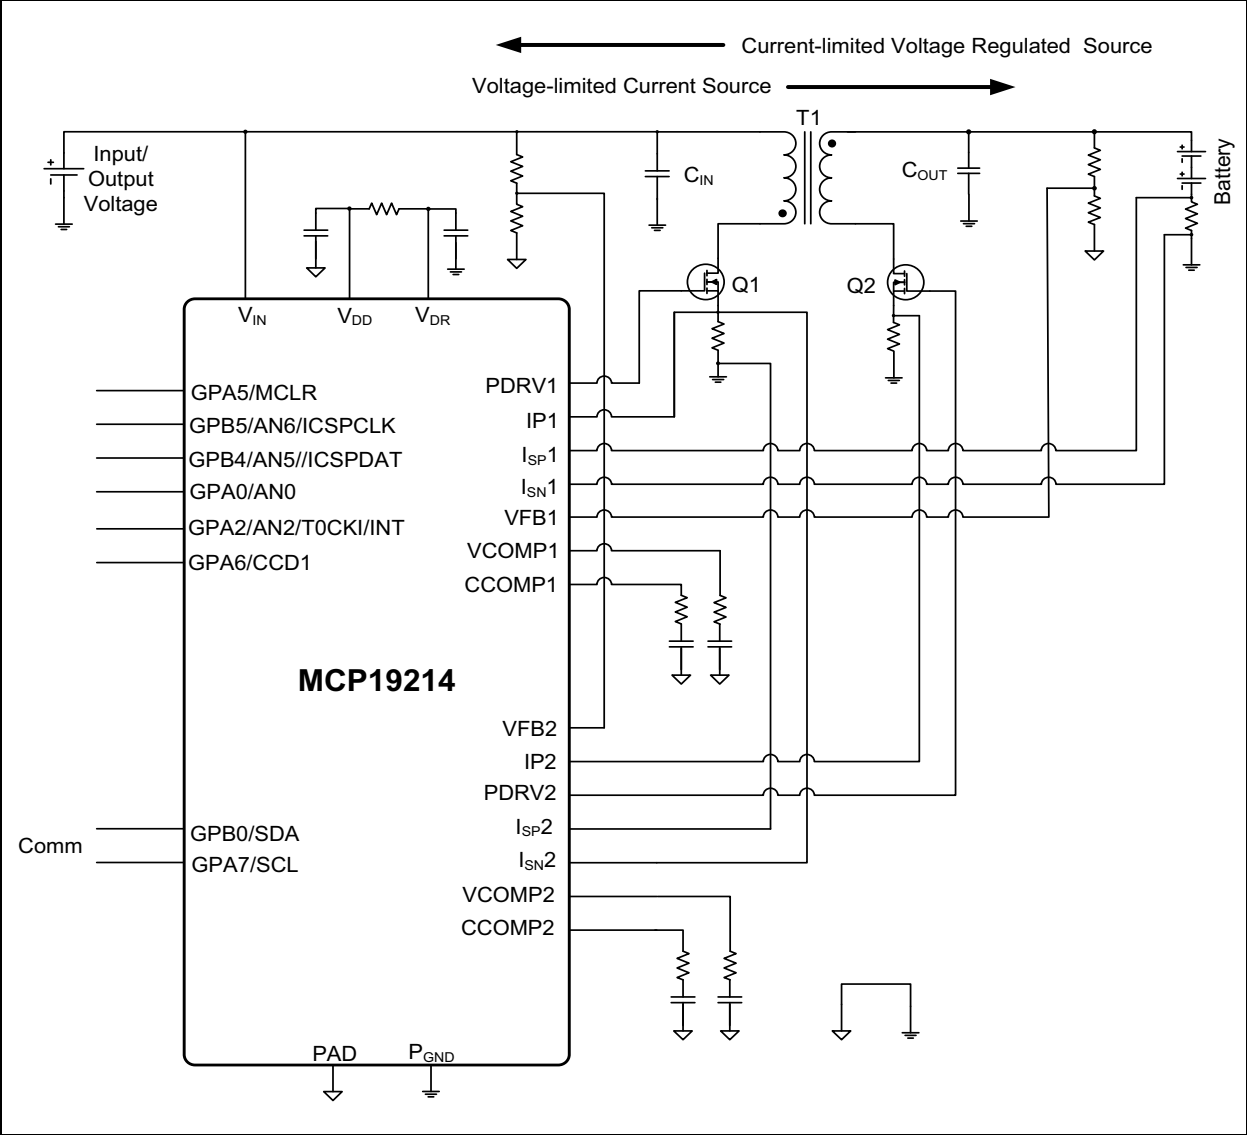 Current-limited Voltage Regulated Source
Voltage-limited Current Source
T1
Input/
Output
Voltage
CIN
COUT
Battery
Q1
Q2
VIN
VDD
VDR
GPA5/MCLR
GPB5/AN6/ICSPCLK
GPB4/AN5//ICSPDAT
GPA0/AN0
GPA2/AN2/T0CKI/INT
GPA6/CCD1
PDRV1
IP1
ISP1
ISN1
VFB1
VCOMP1
CCOMP1
MCP19214
VFB2
IP2
PDRV2
ISP2
ISN2
VCOMP2
CCOMP2
Comm
GPB0/SDA
GPA7/SCL
PAD
PGND